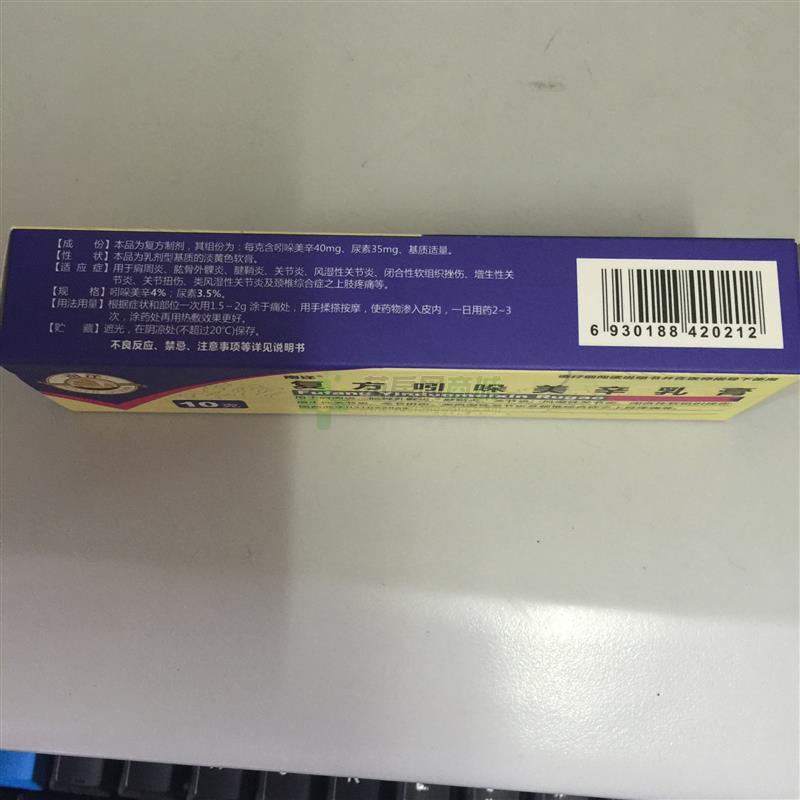 【成 份】本品为复方制剂，其组份为：每克含吲哚美辛40mg、尿素35mg、基质适量。
【性 状】本品为乳剂型基质的淡黄色软膏。
【适 应 症】用于肩周炎、肱骨外髁炎、腱鞘炎、关节炎、风湿性关节炎、闭合性软组织挫伤、增生性关
节炎、关节扭伤、类风湿性关节炎及颈椎综合症之上肢疼痛等。
【规 格】吲哚美辛4%；尿素3.5%。
【用法用量】根据症状和部位一次用1.5－2g 涂于痛处，用手揉搽按摩，使药物渗入皮内，一日用药2~3
次，涂药处再用热敷效果更好。
【贮 藏】遮光，在阴凉处(不超过20℃)保存。
不良反应、禁忌、注意事项等详见说明书
6 930188 420212
复方吲哚美辛乳膏
Fufang Yinduomeixin Rugao
10克